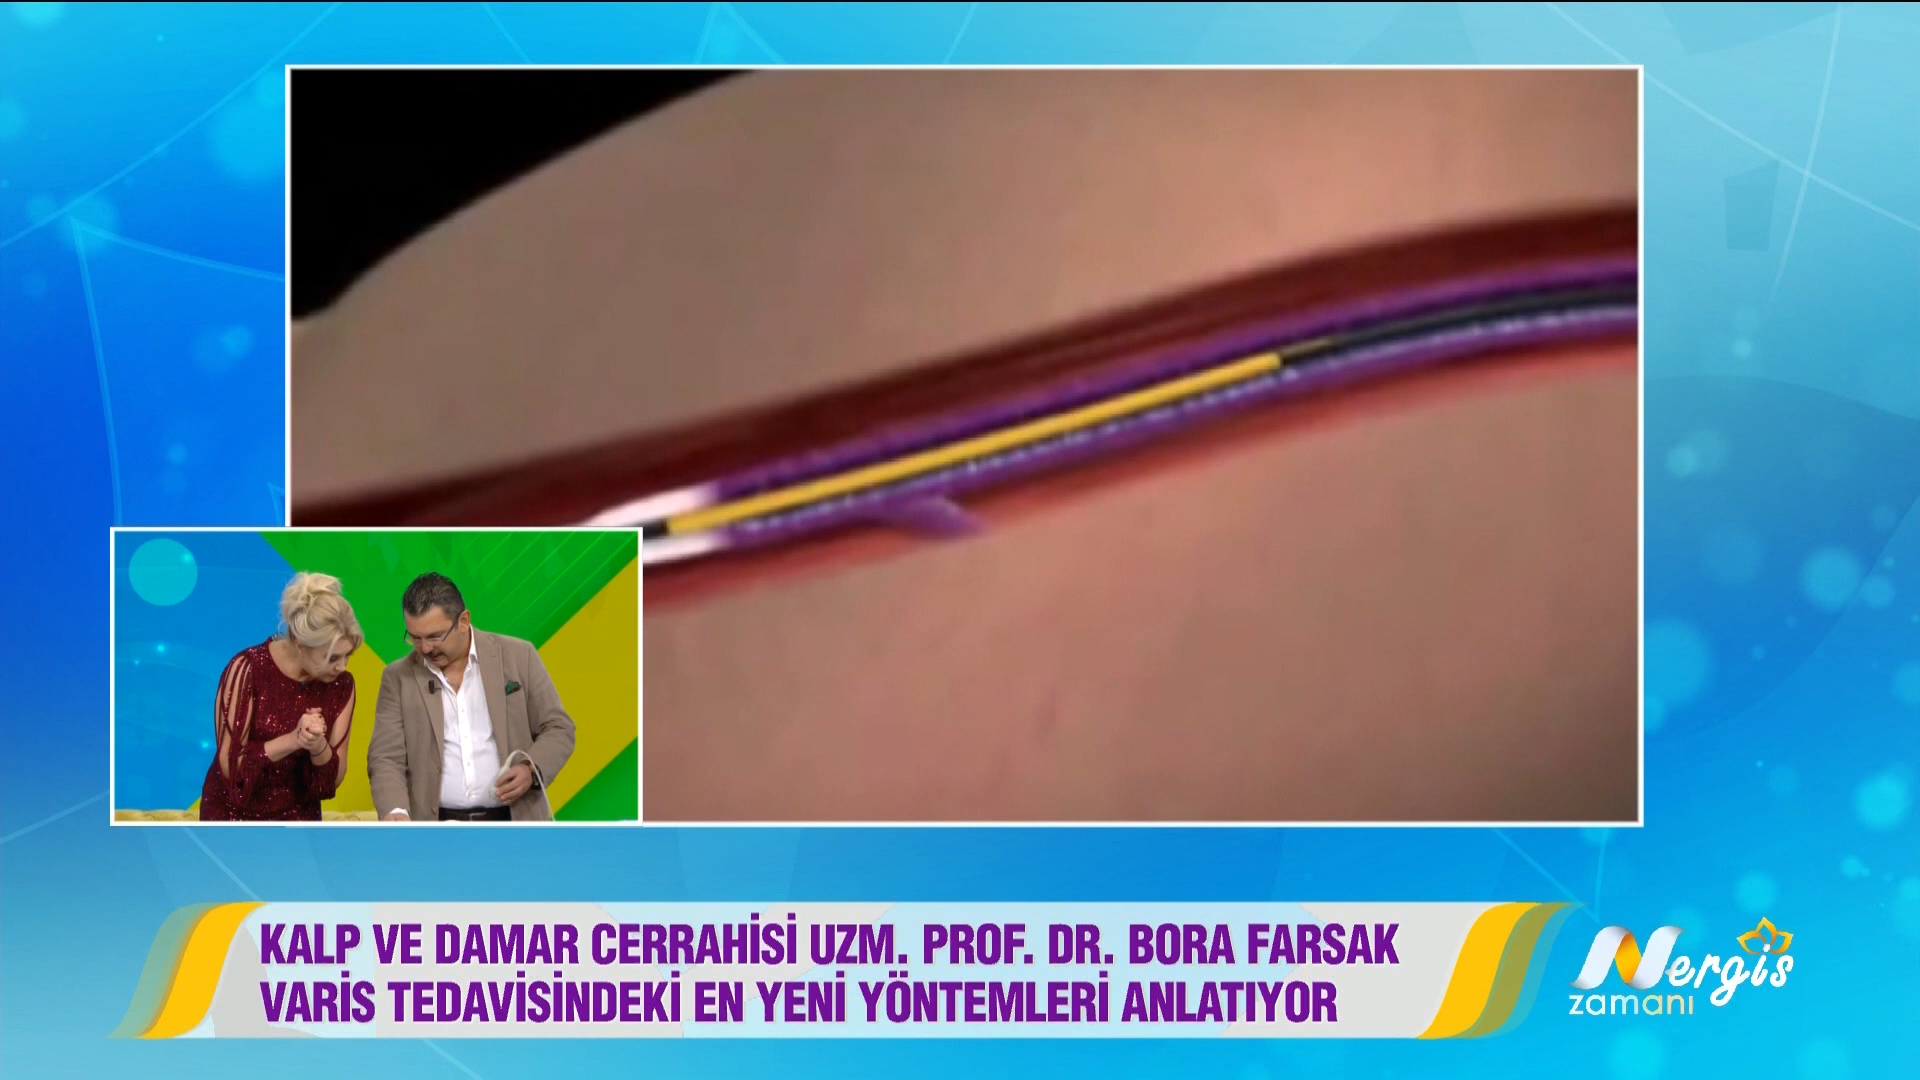 KALP VE DAMAR CERRAHİSİ UZM. PROF. DR. BORA FARSAK
VARİS TEDAVİSİNDEKİ EN YENİ YÖNTEMLERİ ANLATIYOR
Nergis
zamanı